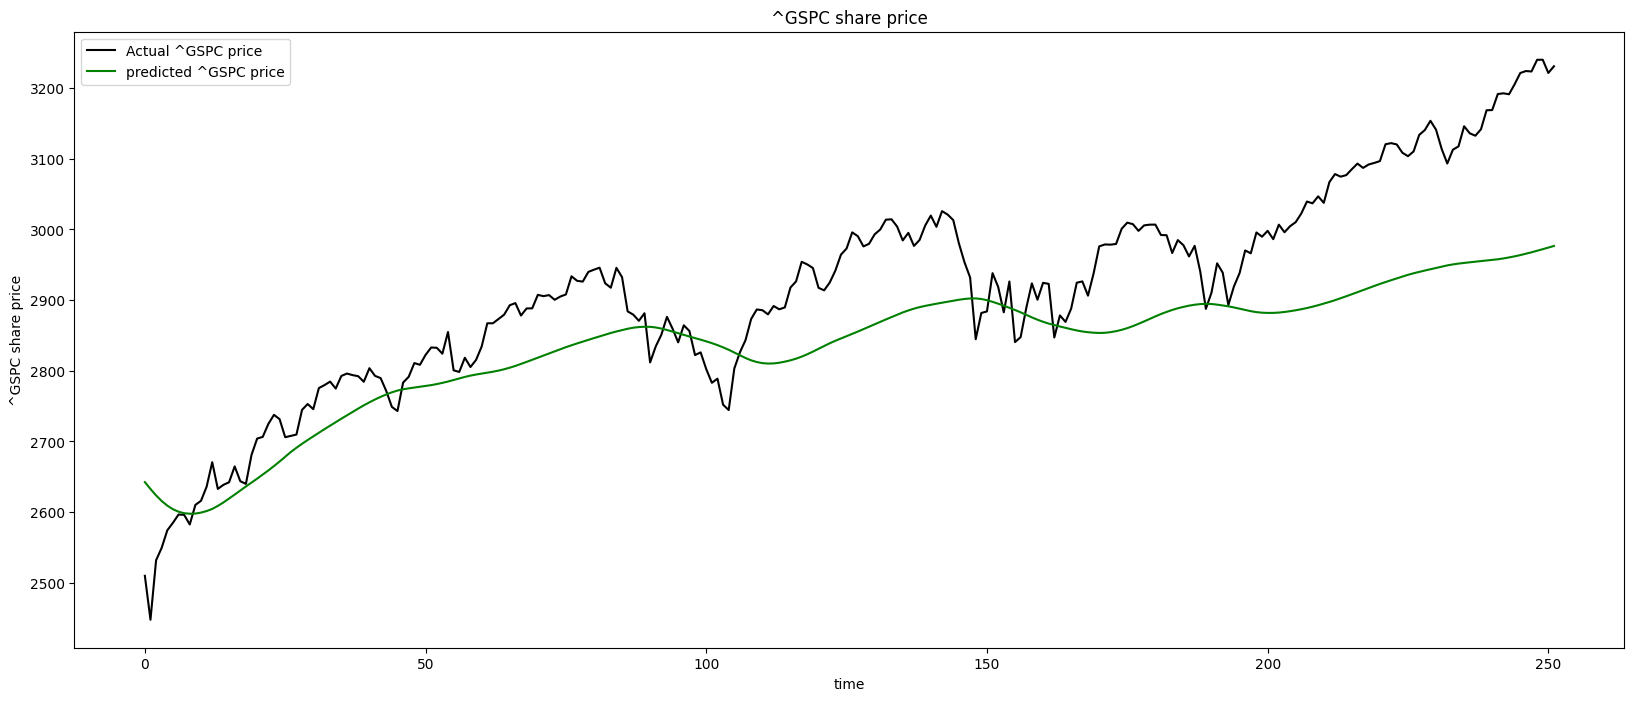 ^GSPC share price
Actual ^GSPC price
predicted ^GSPC price
^GSPC share price
3200
3100
3000
2900
2800
2700
2600
2500
0 50 100 150 200 250
time